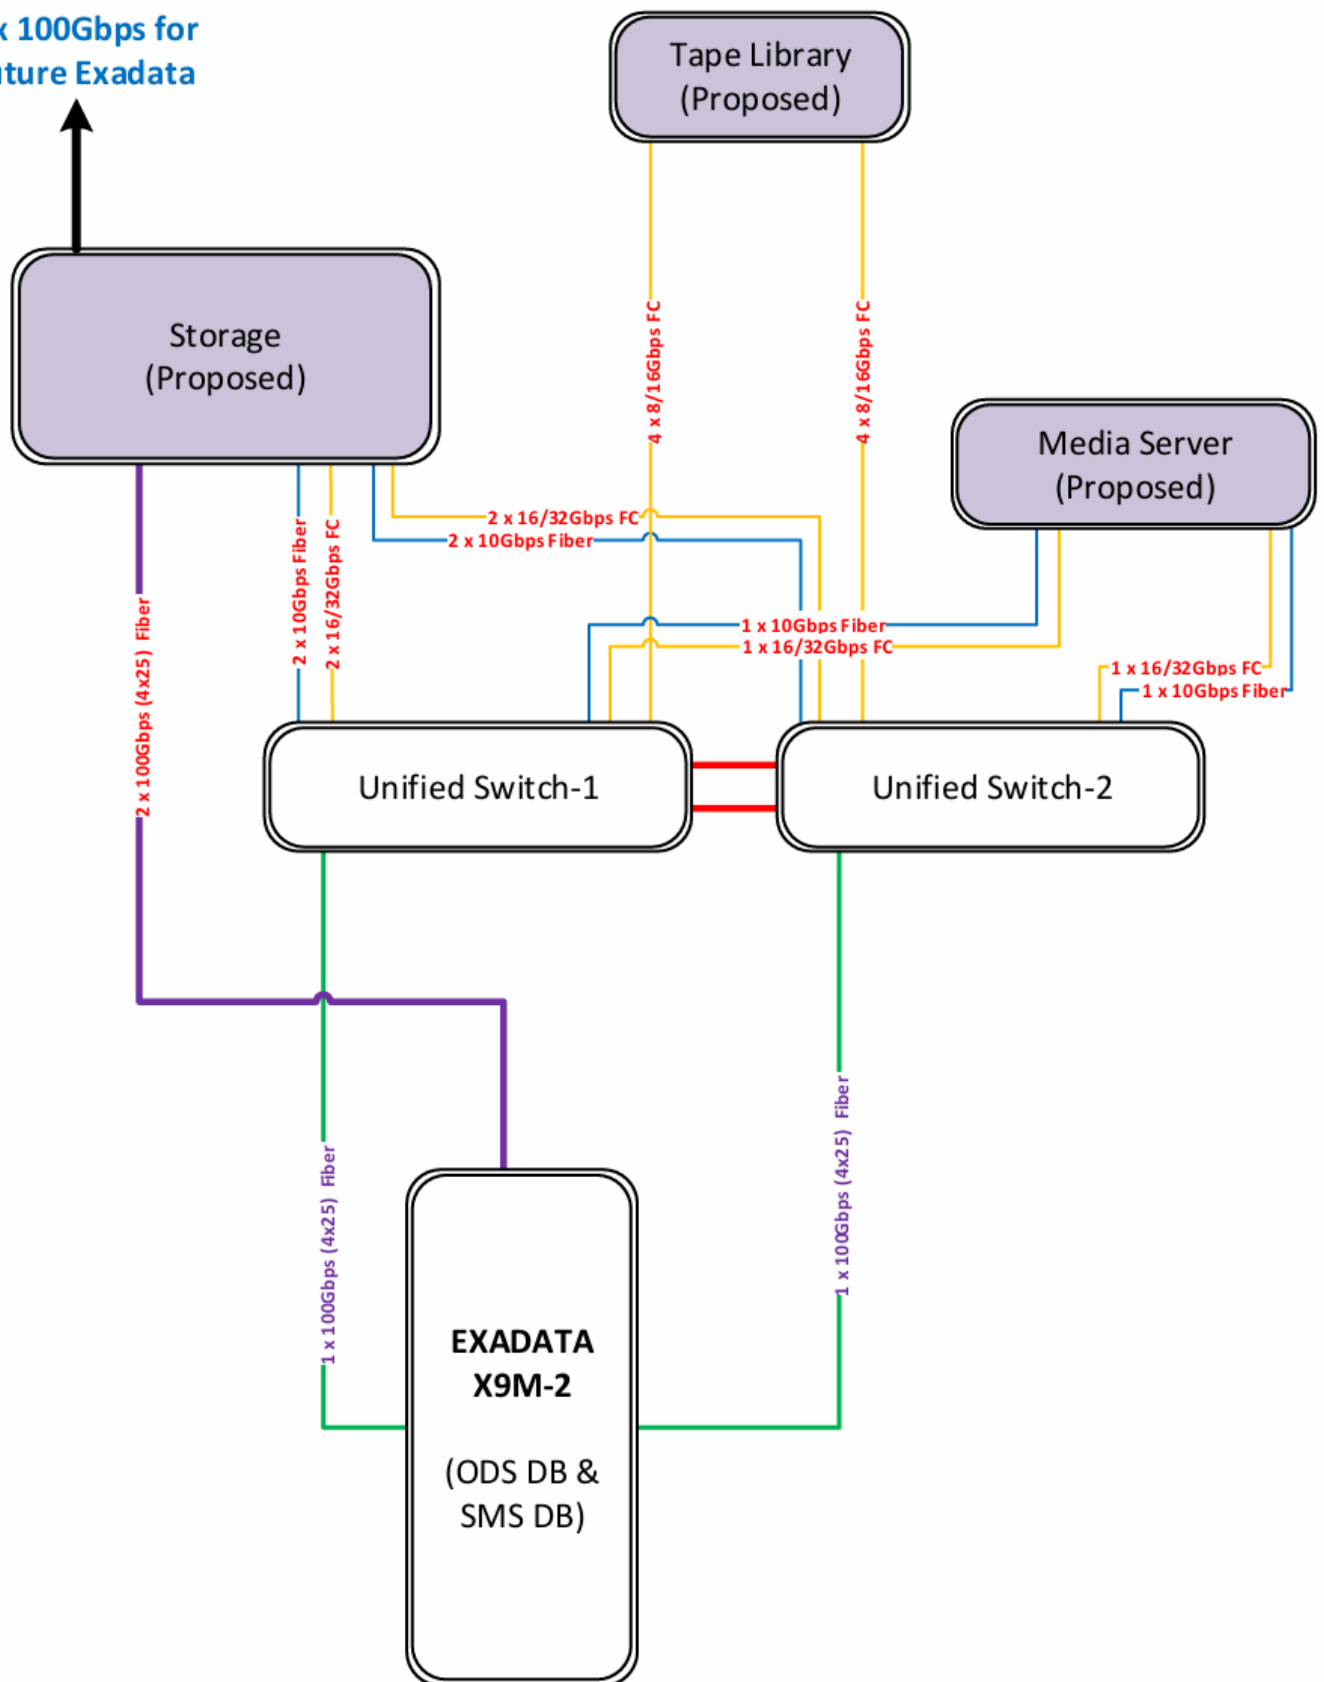 x 100Gbps for
Exadata
Tape Library
(Proposed)
Storage
(Proposed)
Media Server
(Proposed)
4 x 8/16Gbps FC
4 x 8/16Gbps FC
2 x 16/32Gbps FC
2 x 10Gbps Fiber
2 x 10Gbps Fiber
2 x 16/32Gbps FC
2 x 100Gbps (4x25) Fiber
1 x 10Gbps Fiber
1 x 16/32Gbps FC
1 x 16/32Gbps FC
1 x 10Gbps Fiber
Unified Switch-1
Unified Switch-2
1 x 100Gbps (4x25) Fiber
1 x 100Gbps (4x25) Fiber
EXADATA
X9M-2
(ODS DB &
SMS DB)